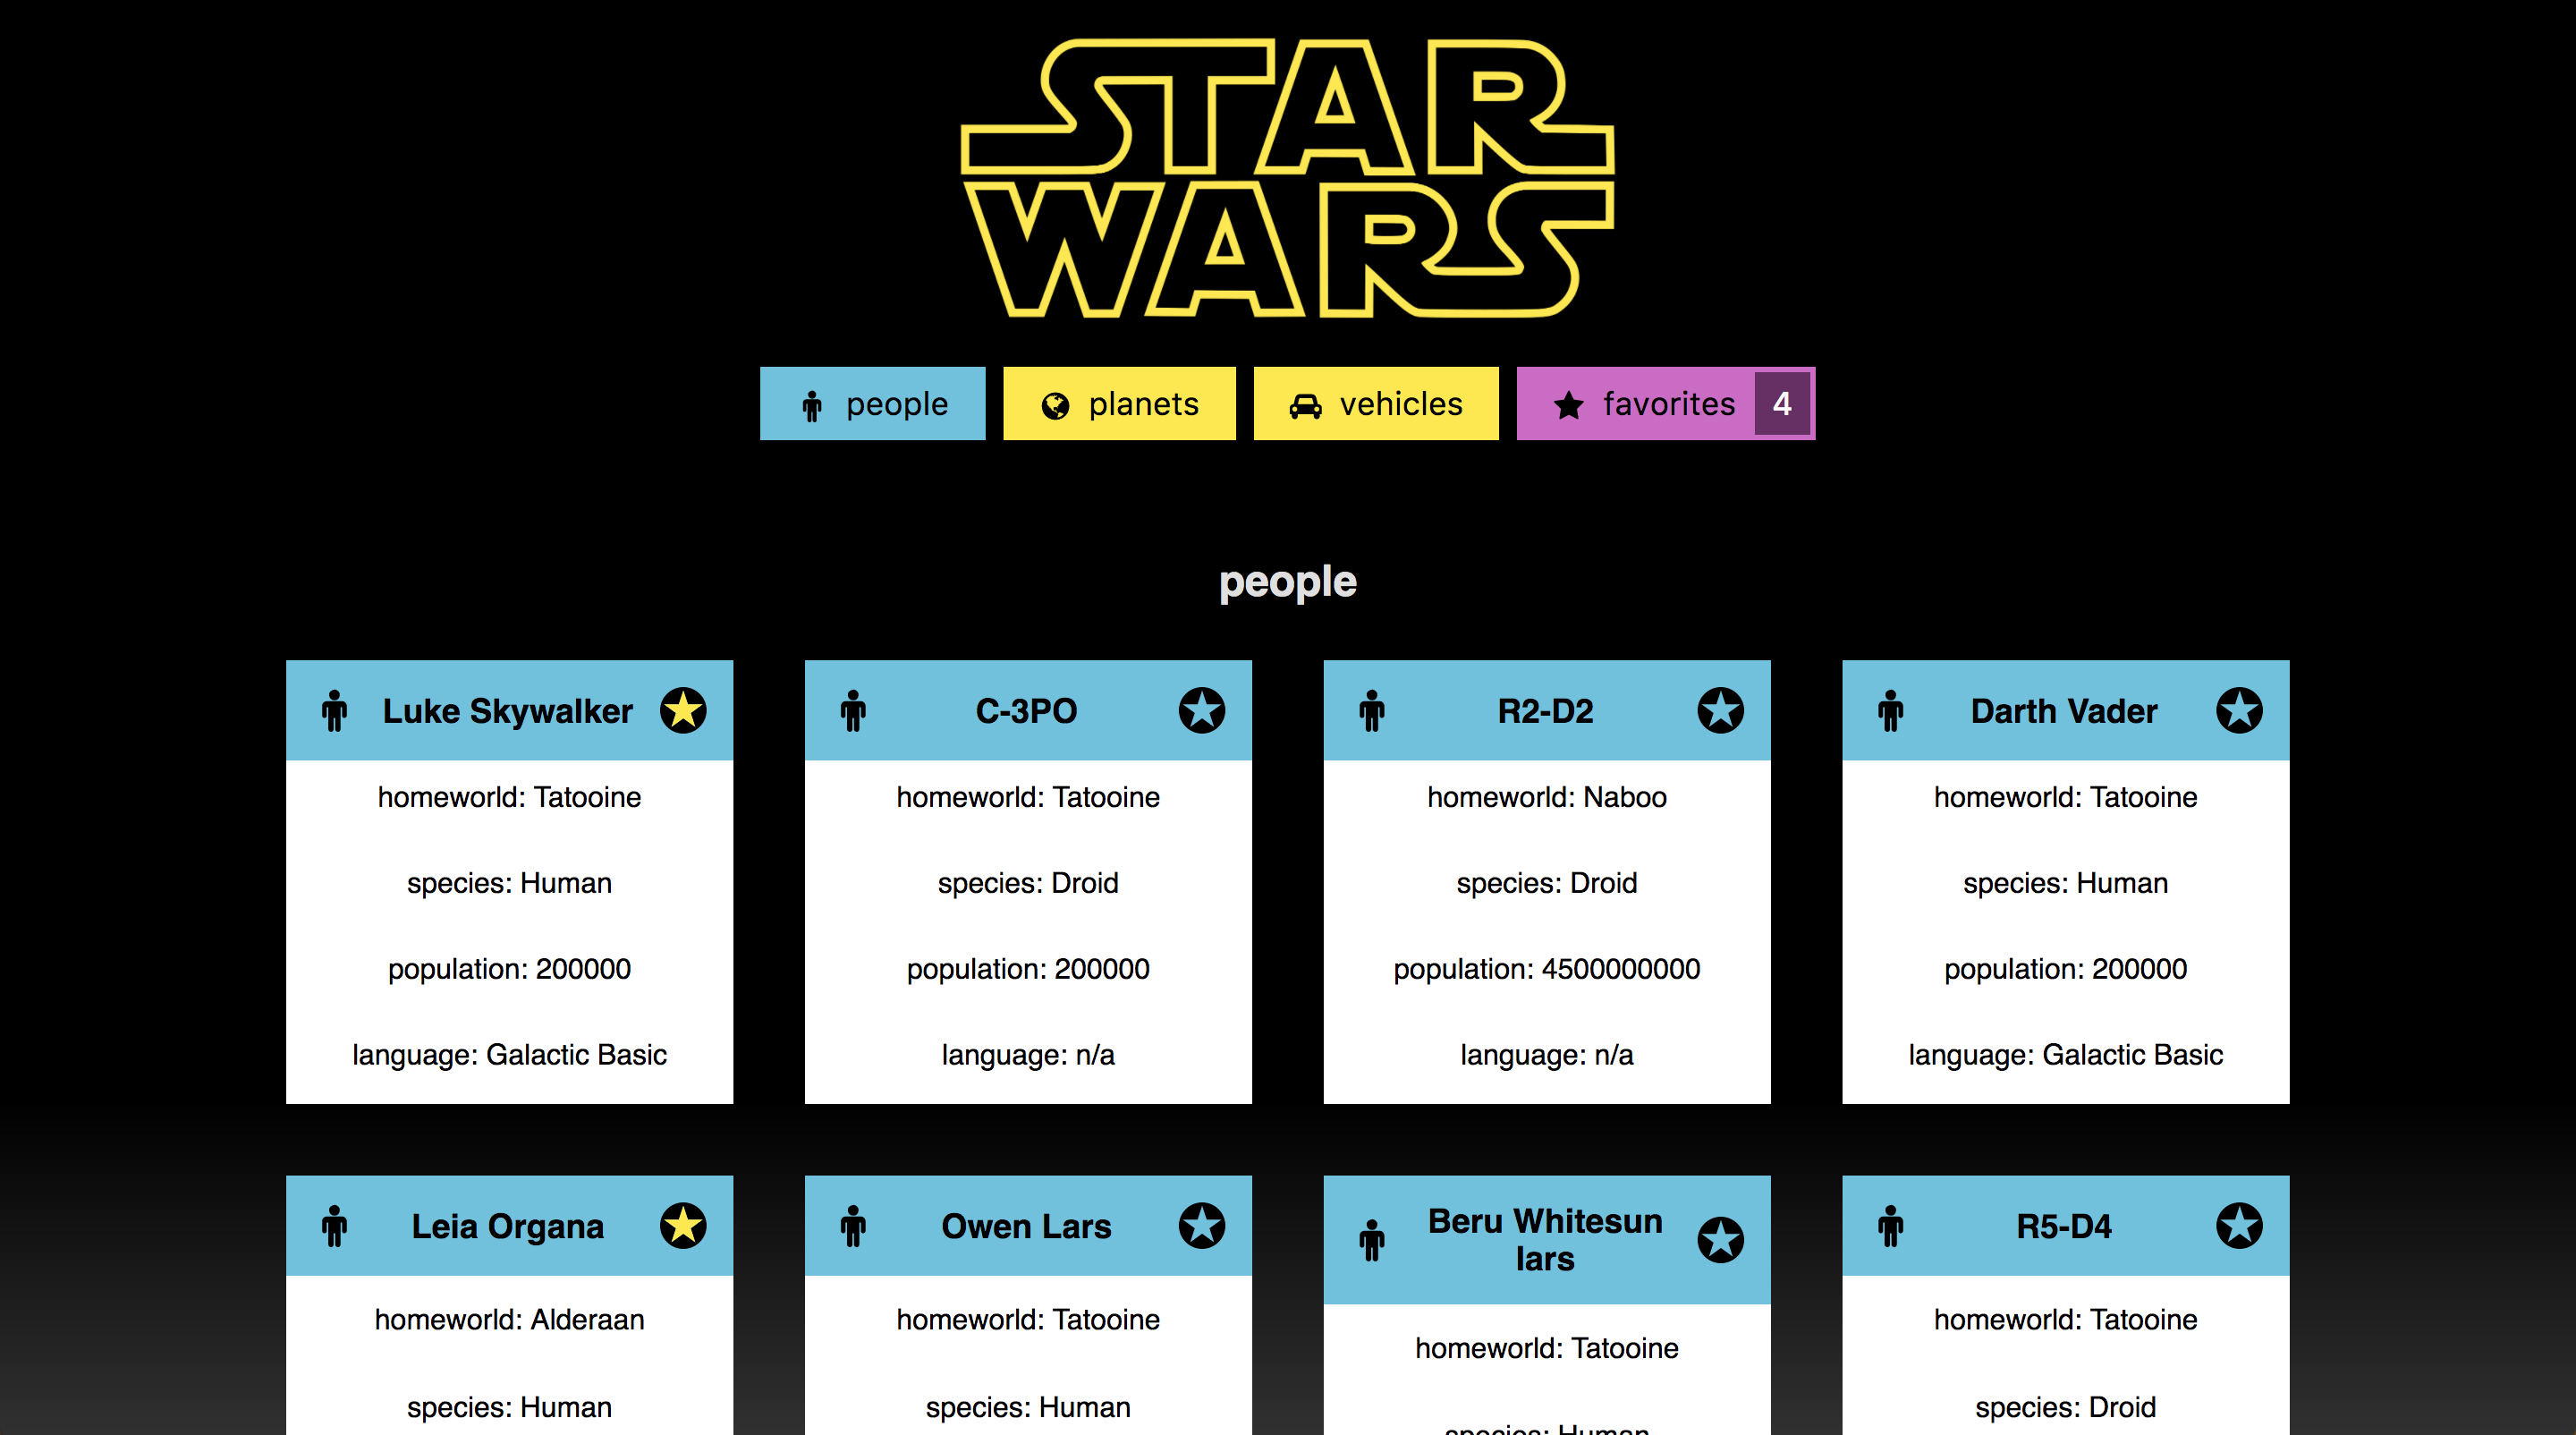 STAR
WARS
people
planets
vehicles
favorites 4
people
Luke Skywalker
homeworld: Tatooine
species: Human
population: 200000
language: Galactic Basic
C-3PO
homeworld: Tatooine
species: Droid
population: 200000
language: n/a
R2-D2
homeworld: Naboo
species: Droid
population: 4500000000
language: n/a
Darth Vader
homeworld: Tatooine
species: Human
population: 200000
language: Galactic Basic
Leia Organa
homeworld: Alderaan
species: Human
Owen Lars
homeworld: Tatooine
species: Human
Beru Whitesun
lars
homeworld: Tatooine
species: Human
R5-D4
homeworld: Tatooine
species: Droid